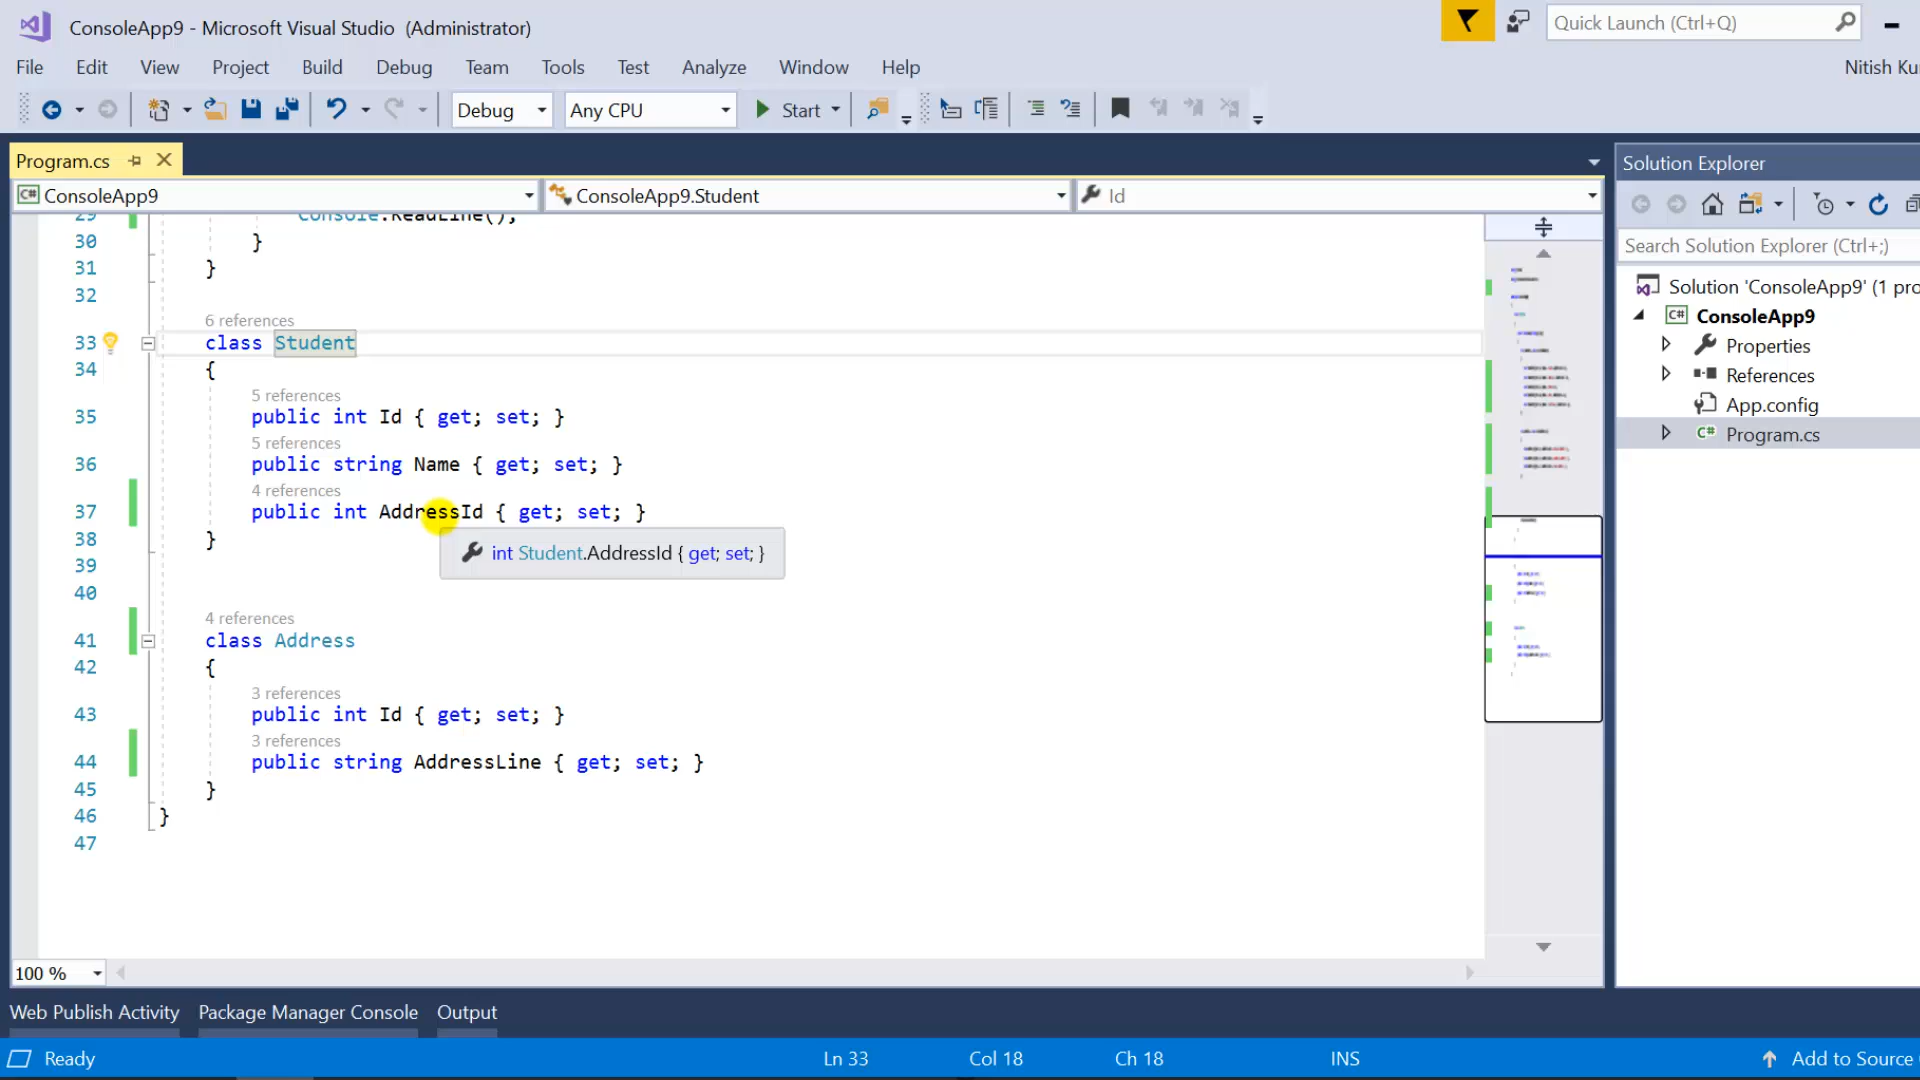 ConsoleApp9 - Microsoft Visual Studio (Administrator)
Quick Launch (Ctrl+Q)
File Edit View Project Build Debug Team Tools Test Analyze Window Help
Nitish Ku
Debug Any CPU Start
Program.cs
Solution Explorer
ConsoleApp9 ConsoleApp9.Student Id
Search Solution Explorer (Ctrl+;)
29 Console.ReadLine();
30 }
31 }
32
6 references
33 class Student
34 {
5 references
35 public int Id { get; set; }
5 references
36 public string Name { get; set; }
4 references
37 public int AddressId { get; set; }
38 }
int Student.AddressId { get; set; }
39
40
4 references
41 class Address
42 {
3 references
43 public int Id { get; set; }
3 references
44 public string AddressLine { get; set; }
45 }
46 }
47
Solution 'ConsoleApp9' (1 pro
C# ConsoleApp9
Properties
References
App.config
C# Program.cs
100 %
Web Publish Activity Package Manager Console Output
Ready Ln 33 Col 18 Ch 18 INS Add to Source